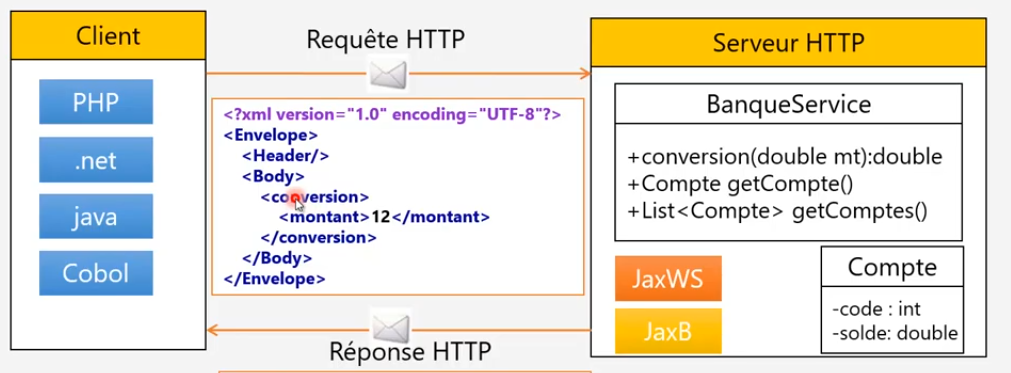 Client
PHP
.net
java
Cobol
Requête HTTP
<?xml version="1.0" encoding="UTF-8"?>
<Envelope>
<Header/>
<Body>
<conversion>
<montant>12</montant>
</conversion>
</Body>
</Envelope>
Réponse HTTP
Serveur HTTP
BanqueService
+conversion(double mt):double
+Compte getCompte()
+List<Compte> getComptes()
JaxWS
JaxB
Compte
-code : int
-solde: double